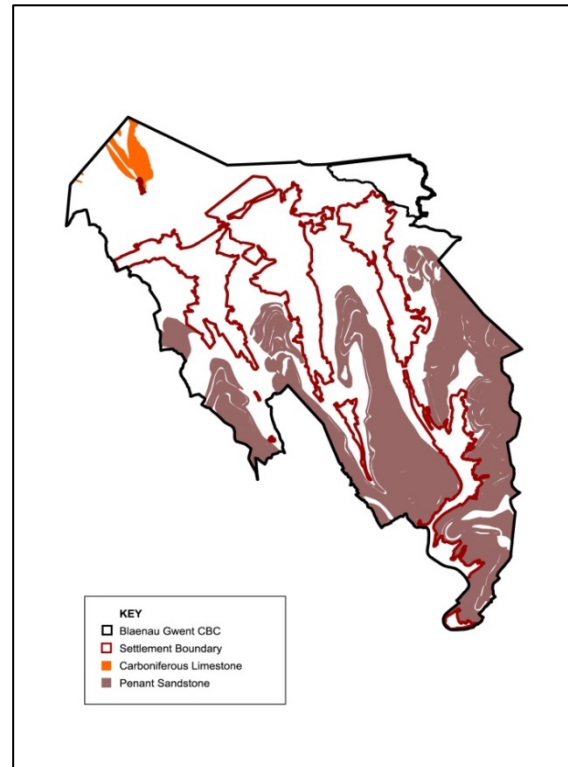 KEY
Blaenau Gwent CBC
Settlement Boundary
Carboniferous Limestone
Penant Sandstone